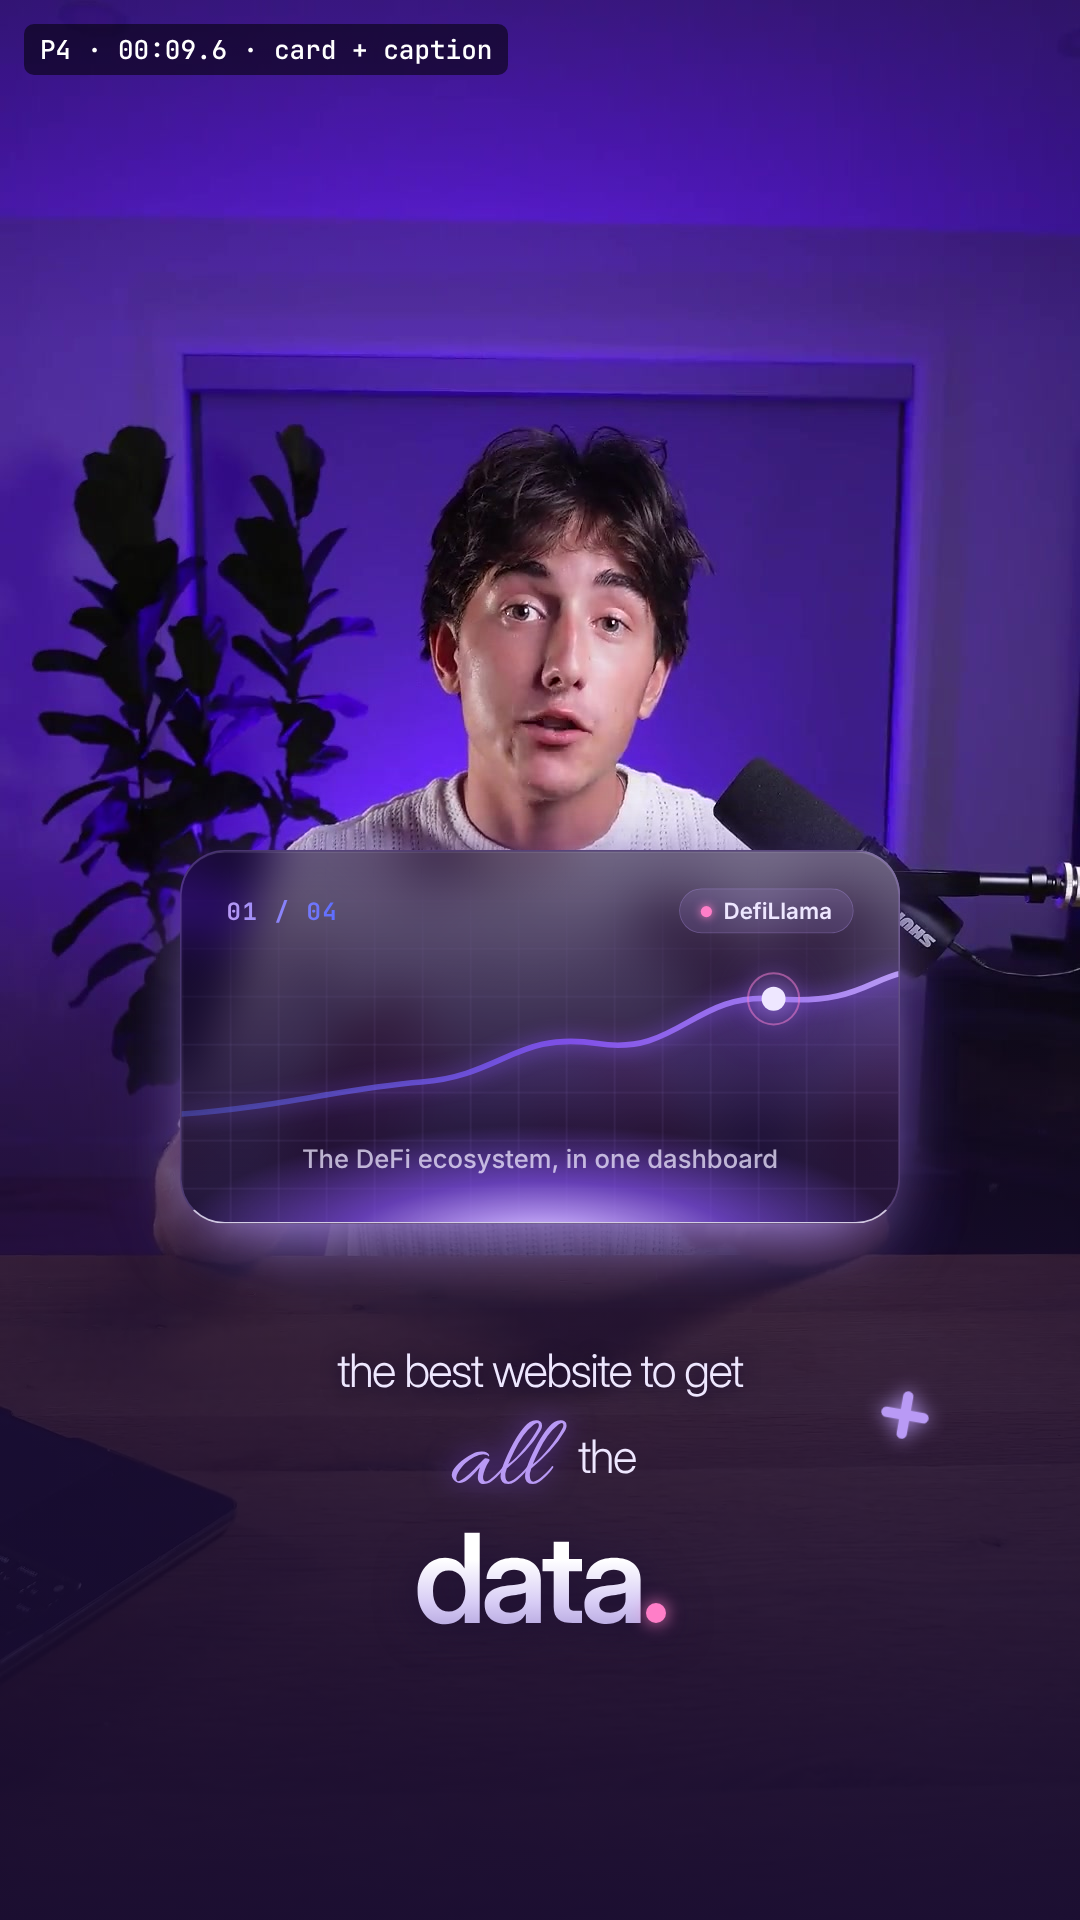 P4 · 00:09.6 · card + caption
01 / 04
DefiLlama
SHU
The DeFi ecosystem, in one dashboard
the best website to get
all the
data.